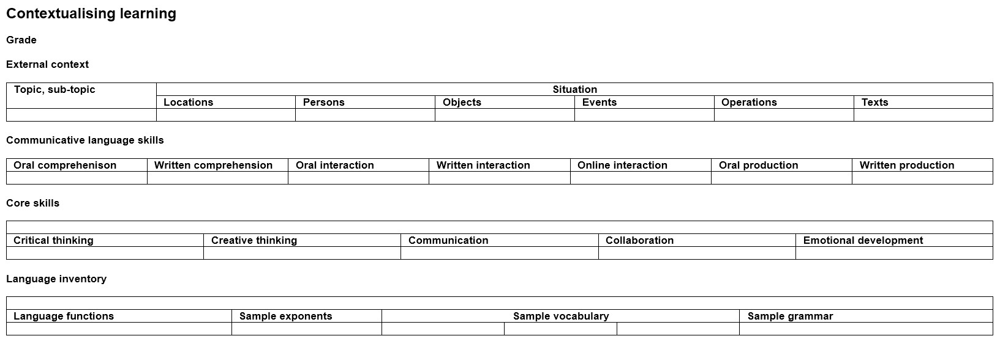 Contextualising learning
Grade
External context
Topic, sub-topic
Situation
Locations Persons Objects Events Operations Texts
Communicative language skills
Oral comprehenison Written comprehension Oral interaction Written interaction Online interaction Oral production Written production
Core skills
Critical thinking Creative thinking Communication Collaboration Emotional development
Language inventory
Language functions Sample exponents Sample vocabulary Sample grammar